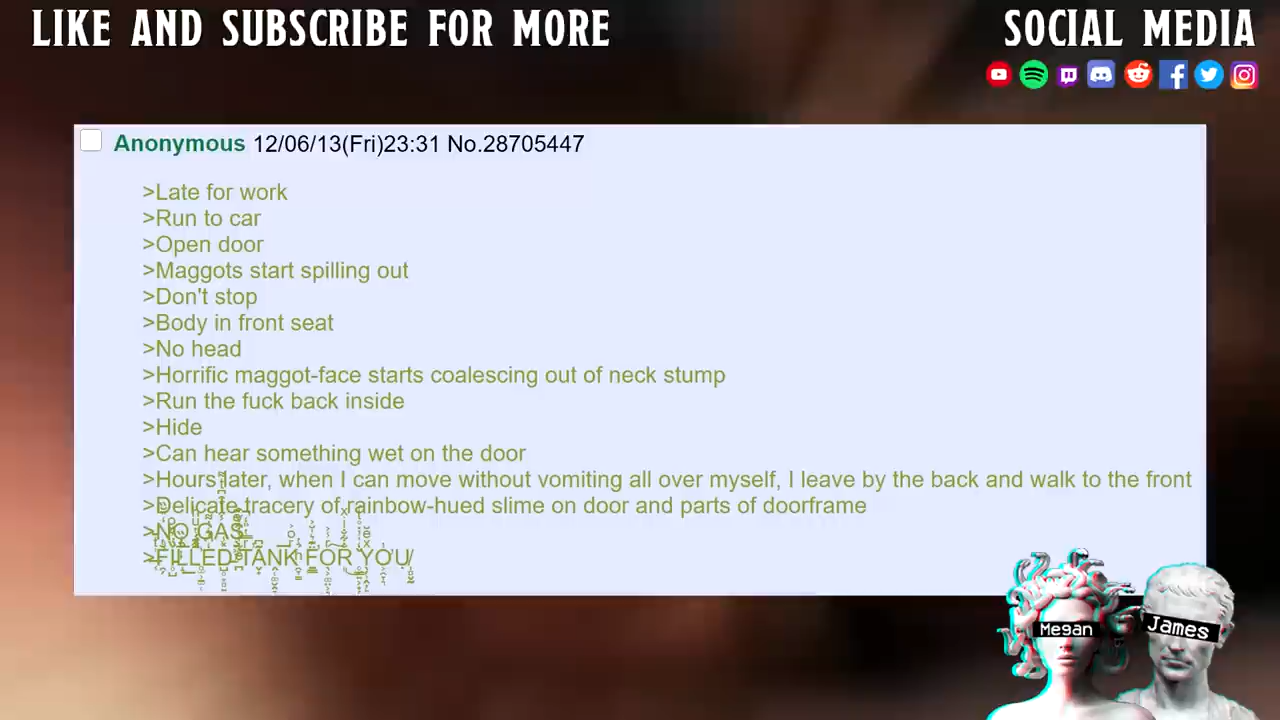 LIKE AND SUBSCRIBE FOR MORE
SOCIAL MEDIA
Anonymous 12/06/13(Fri)23:31 No.28705447
>Late for work
>Run to car
>Open door
>Maggots start spilling out
>Don't stop
>Body in front seat
>No head
>Horrific maggot-face starts coalescing out of neck stump
>Run the fuck back inside
>Hide
>Can hear something wet on the door
>Hours later, when I can move without vomiting all over myself, I leave by the back and walk to the front
>Delicate tracery of rainbow-hued slime on door and parts of doorframe
>NO GAS
>FILLED TANK FOR YOU
Megan
James